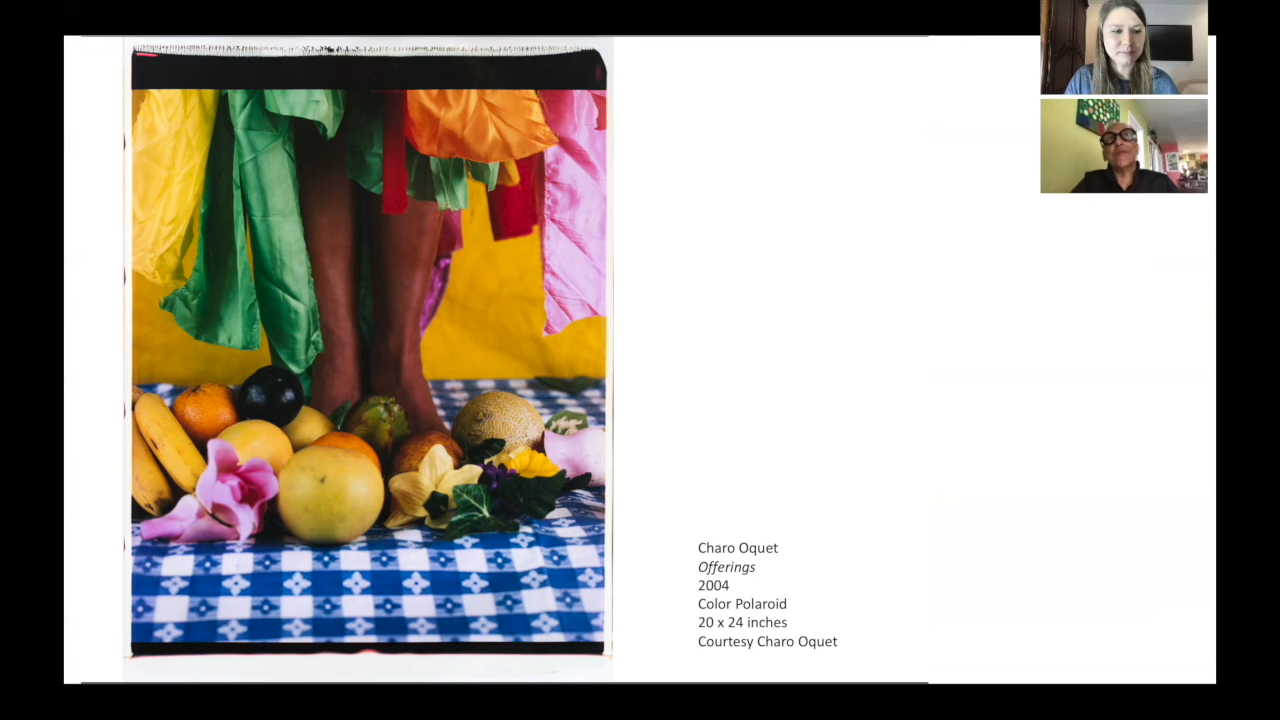 Charo Oquet
Offerings
2004
Color Polaroid
20 x 24 inches
Courtesy Charo Oquet